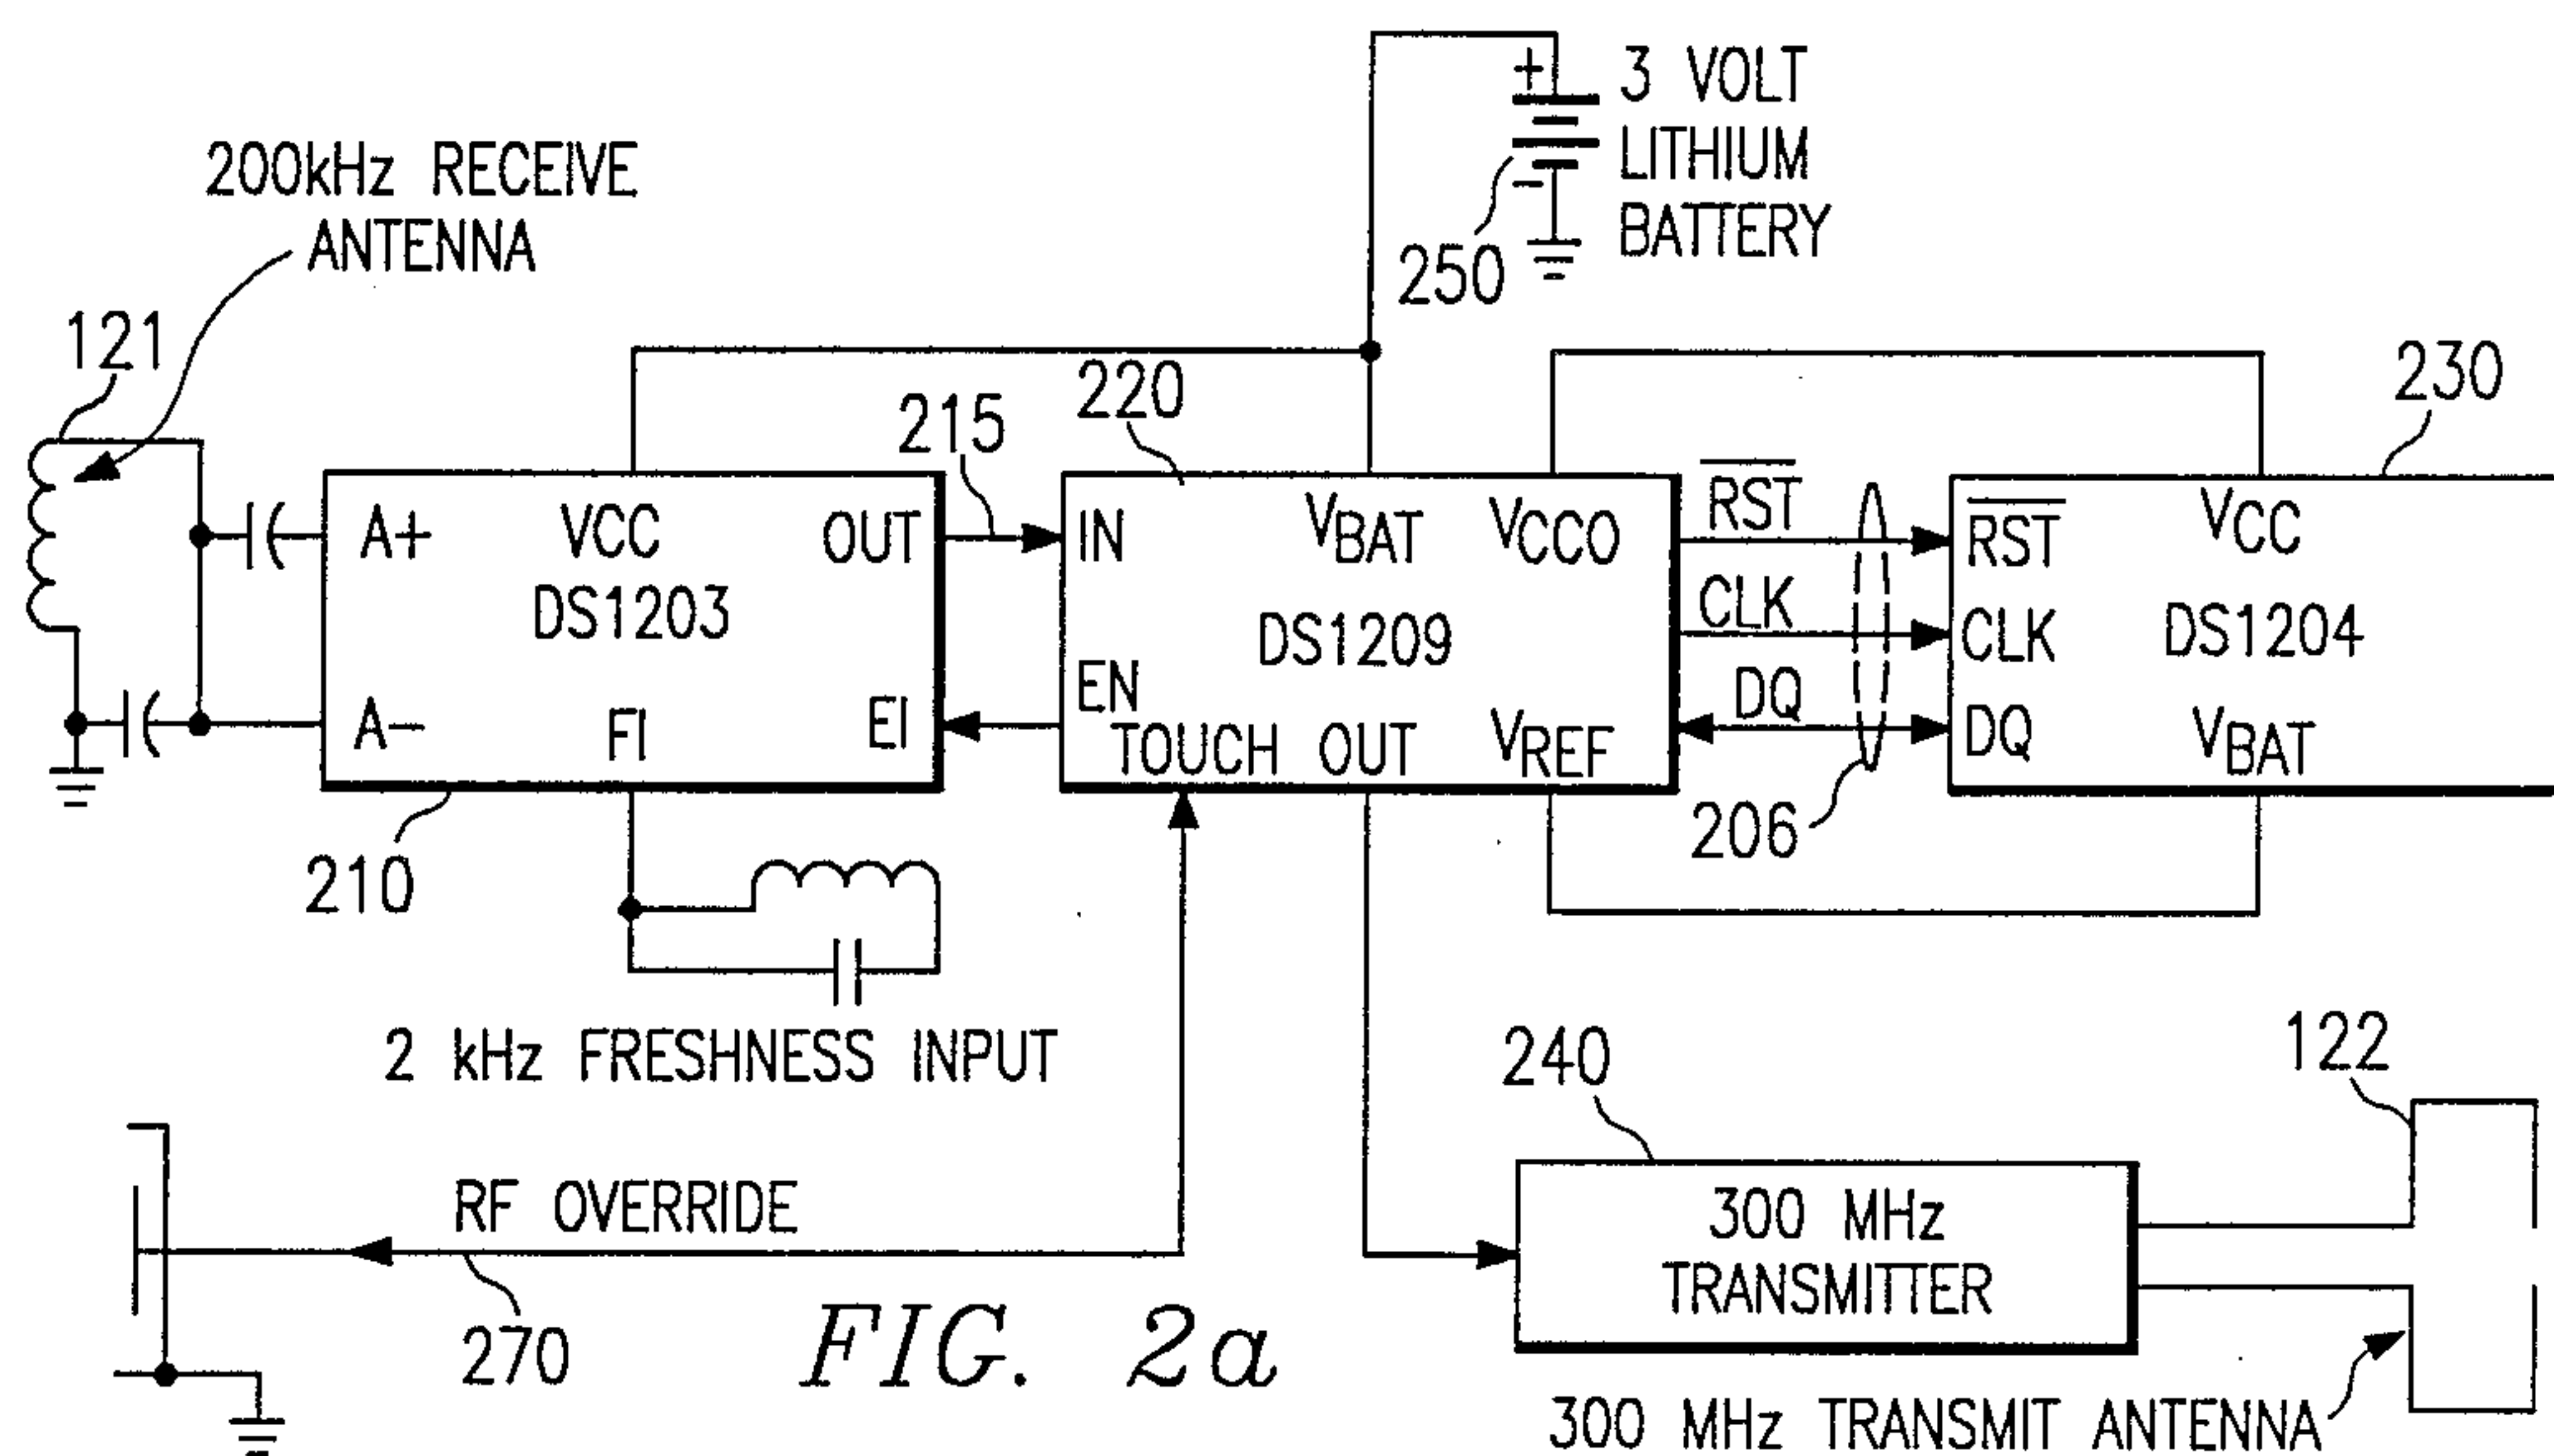 +
3 VOLT
LITHIUM
BATTERY
-
250
200kHz RECEIVE
ANTENNA
121
215
220
230
A+
VCC
OUT
DS1203
A-
FI
EI
IN
VBAT
VCCO
DS1209
EN
TOUCH OUT
VREF
RST
CLK
DQ
RST
VCC
CLK
DS1204
DQ
VBAT
206
210
2 kHz FRESHNESS INPUT
RF OVERRIDE
270
240
122
300 MHz
TRANSMITTER
300 MHz TRANSMIT ANTENNA
FIG. 2a